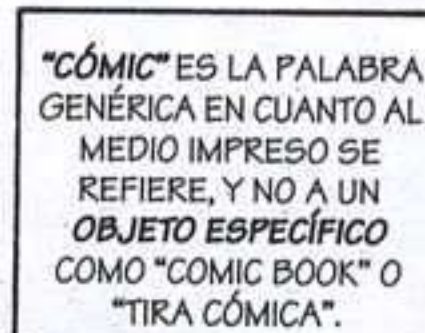 "CÓMIC" ES LA PALABRA
GENÉRICA EN CUANTO AL
MEDIO IMPRESO SE
REFIERE, Y NO A UN
OBJETO ESPECÍFICO
COMO "COMIC BOOK" O
"TIRA CÓMICA".